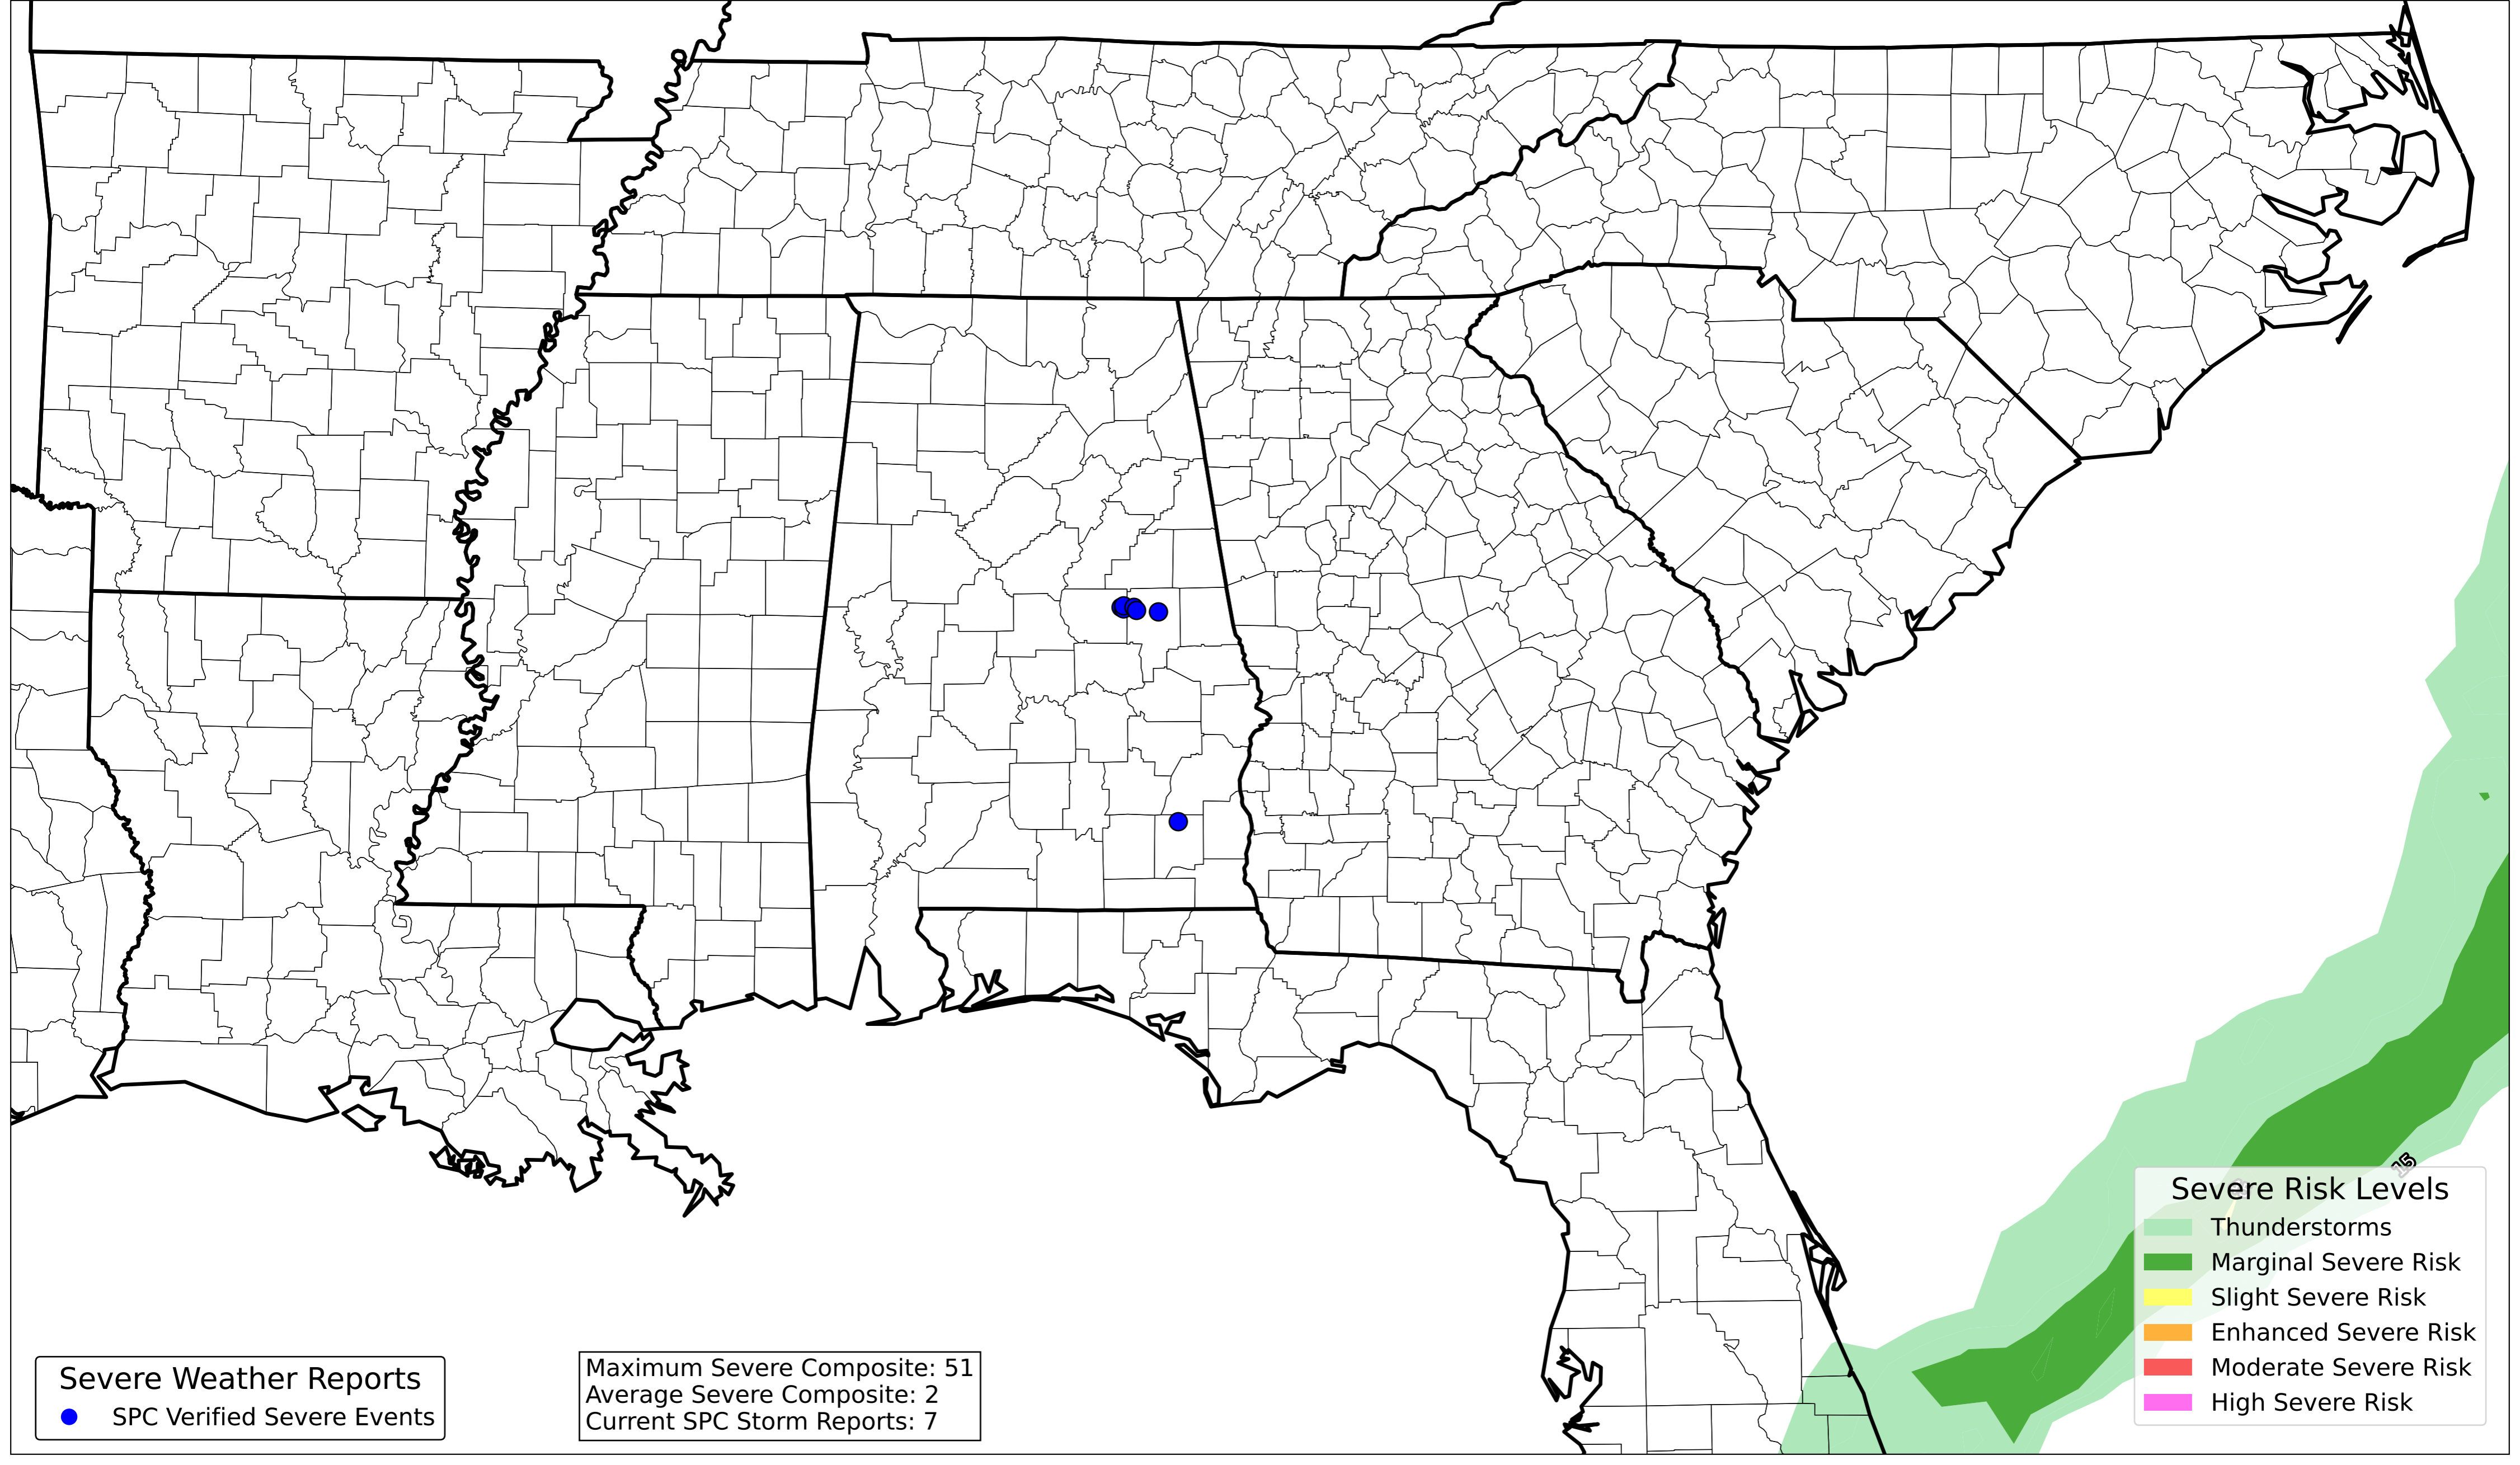 15
Severe Risk Levels
Thunderstorms
Marginal Severe Risk
Slight Severe Risk
Enhanced Severe Risk
Moderate Severe Risk
High Severe Risk
Severe Weather Reports
SPC Verified Severe Events
Maximum Severe Composite: 51
Average Severe Composite: 2
Current SPC Storm Reports: 7